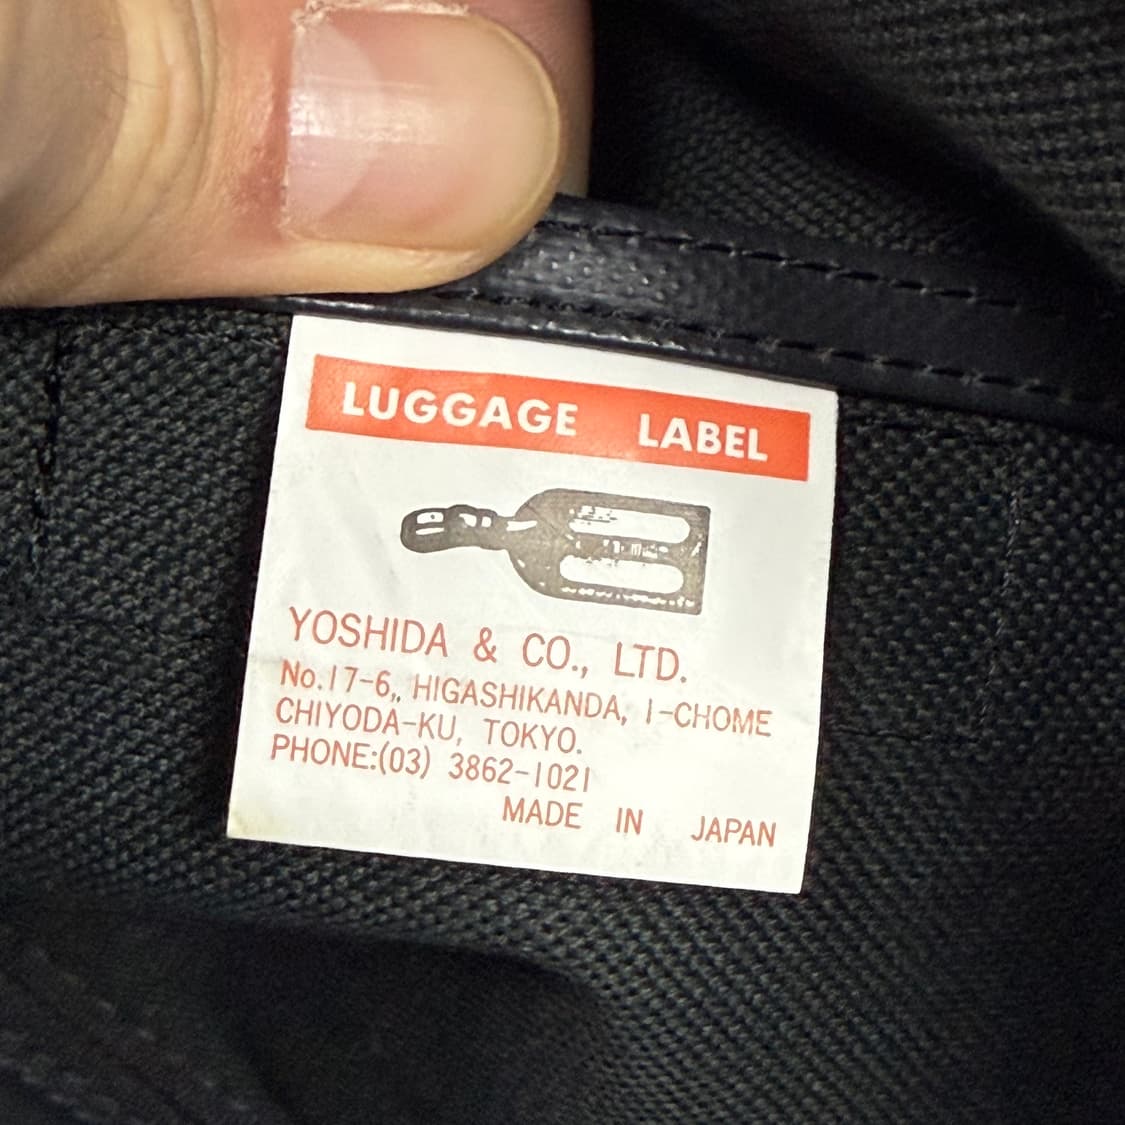 LUGGAGE LABEL
YOSHIDA & CO., LTD.
No.17-6,, HIGASHIKANDA, 1-CHOME
CHIYODA-KU, TOKYO.
PHONE:(03) 3862-1021
MADE IN JAPAN